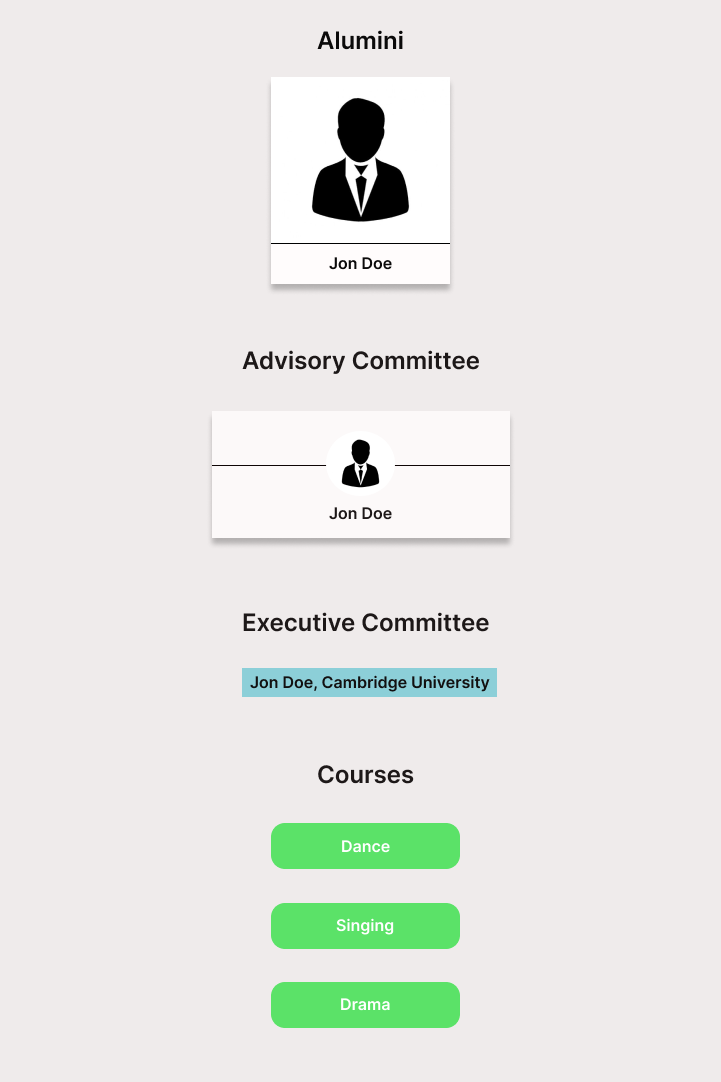 Alumini
Jon Doe
Advisory Committee
Jon Doe
Executive Committee
Jon Doe, Cambridge University
Courses
Dance
Singing
Drama